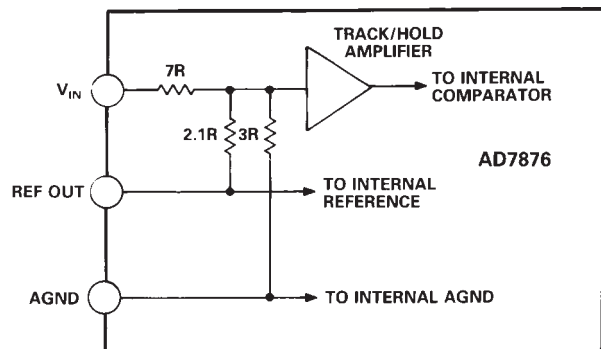 TRACK/HOLD
AMPLIFIER
7R
V_IN
TO INTERNAL
COMPARATOR
2.1R
3R
AD7876
REF OUT
TO INTERNAL
REFERENCE
AGND
TO INTERNAL AGND